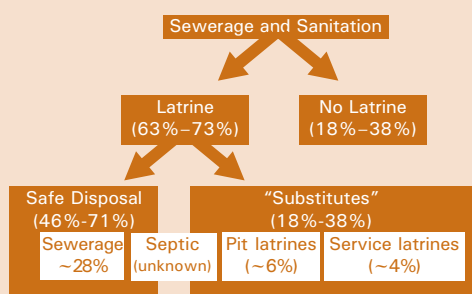 Sewerage and Sanitation
Latrine
(63%–73%)
No Latrine
(18%–38%)
Safe Disposal
(46%-71%)
“Substitutes”
(18%-38%)
Sewerage
~28%
Septic
(unknown)
Pit latrines
(~6%)
Service latrines
(~4%)